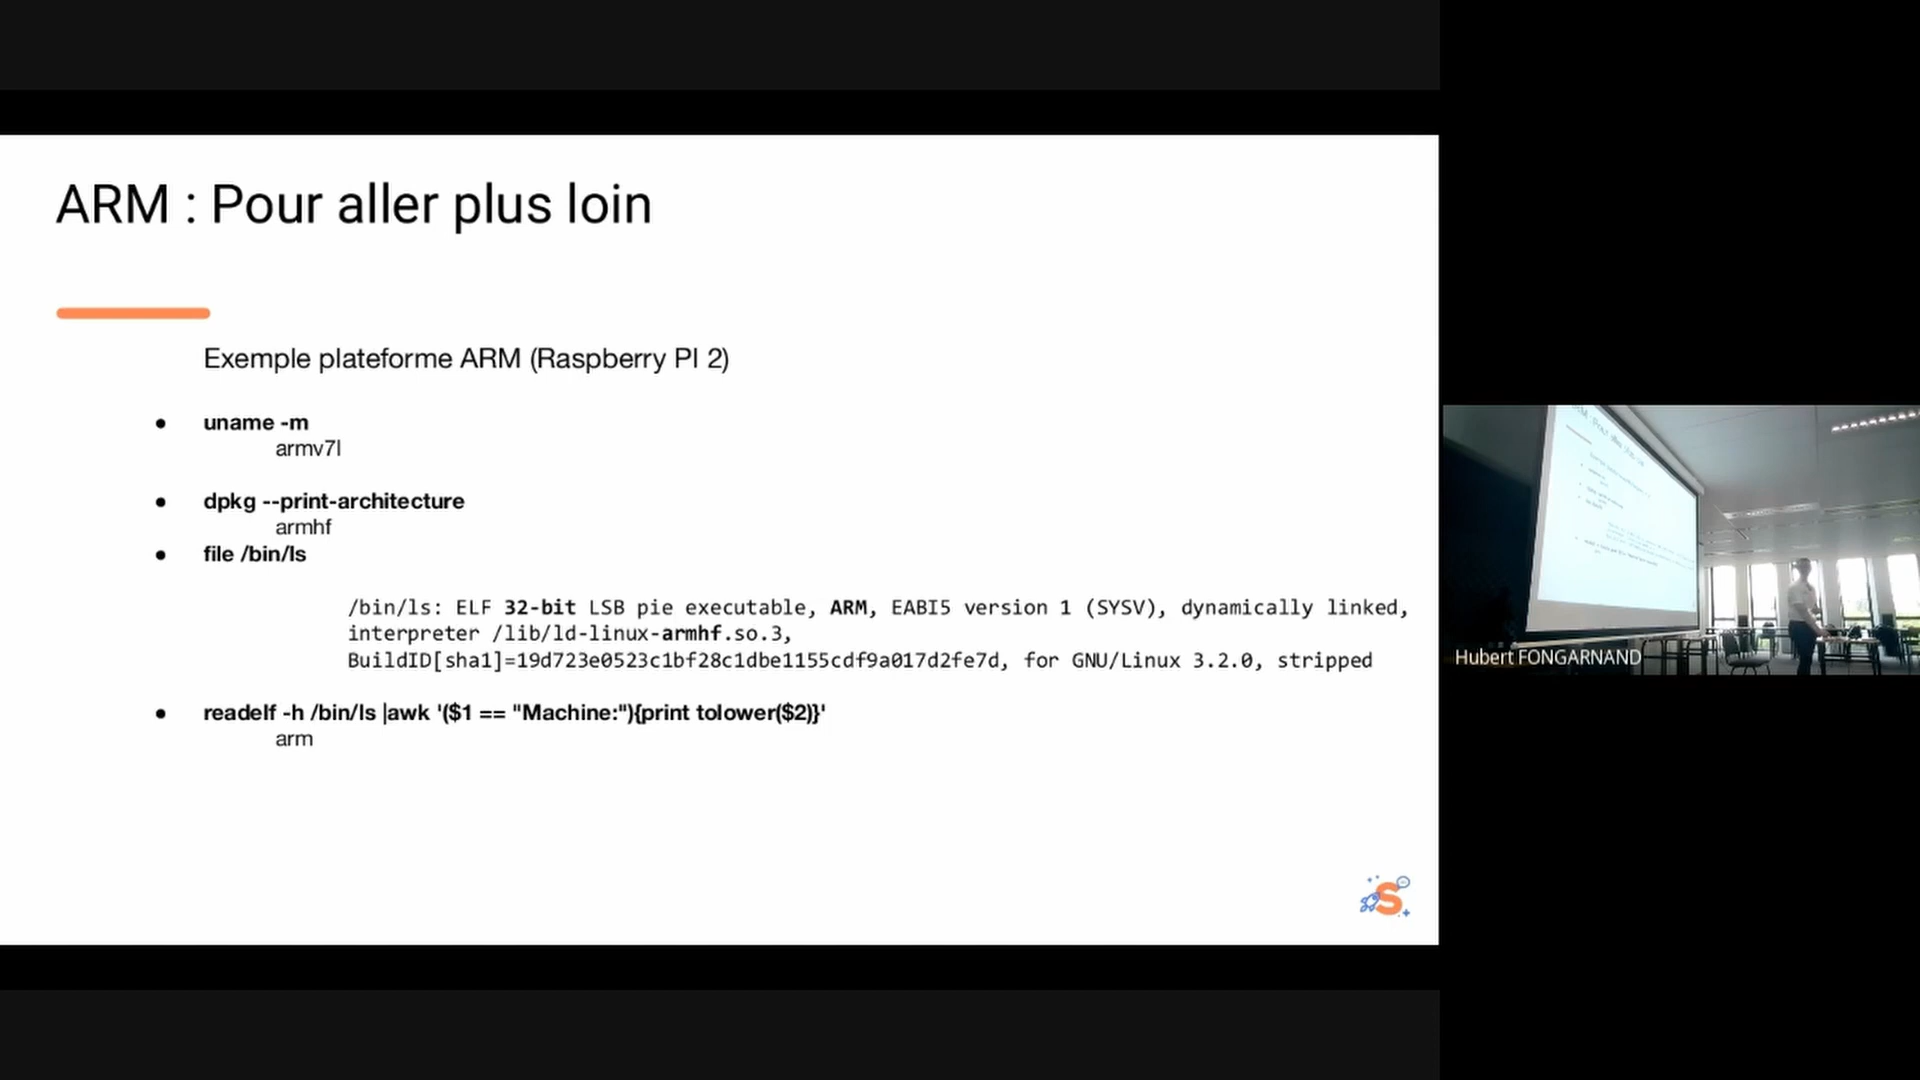 ARM : Pour aller plus loin
Exemple plateforme ARM (Raspberry PI 2)
● uname -m
armv7l
● dpkg --print-architecture
armhf
● file /bin/ls
/bin/ls: ELF 32-bit LSB pie executable, ARM, EABI5 version 1 (SYSV), dynamically linked,
interpreter /lib/ld-linux-armhf.so.3,
BuildID[sha1]=19d723e0523c1bf28c1dbe1155cdf9a017d2fe7d, for GNU/Linux 3.2.0, stripped
● readelf -h /bin/ls |awk '($1 == "Machine:"){print tolower($2)}'
arm
S
Hubert FONGARNAND